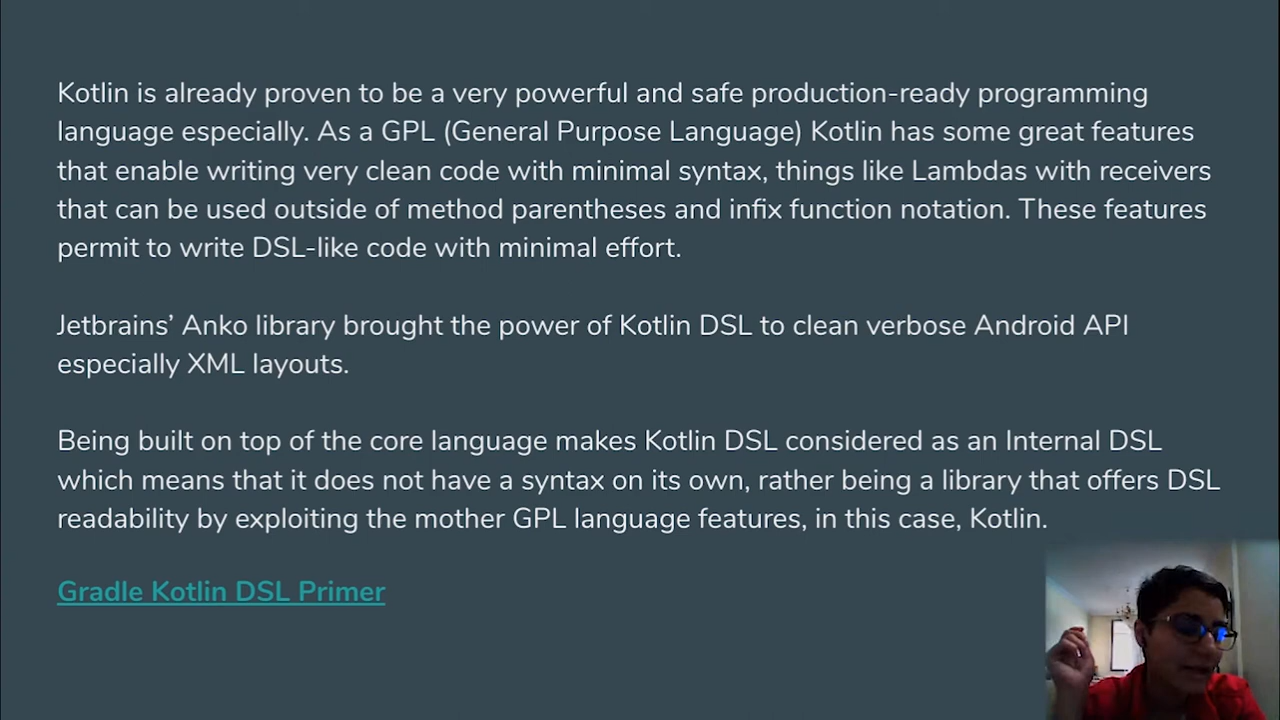 Kotlin is already proven to be a very powerful and safe production-ready programming
language especially. As a GPL (General Purpose Language) Kotlin has some great features
that enable writing very clean code with minimal syntax, things like Lambdas with receivers
that can be used outside of method parentheses and infix function notation. These features
permit to write DSL-like code with minimal effort.
Jetbrains’ Anko library brought the power of Kotlin DSL to clean verbose Android API
especially XML layouts.
Being built on top of the core language makes Kotlin DSL considered as an Internal DSL
which means that it does not have a syntax on its own, rather being a library that offers DSL
readability by exploiting the mother GPL language features, in this case, Kotlin.
Gradle Kotlin DSL Primer